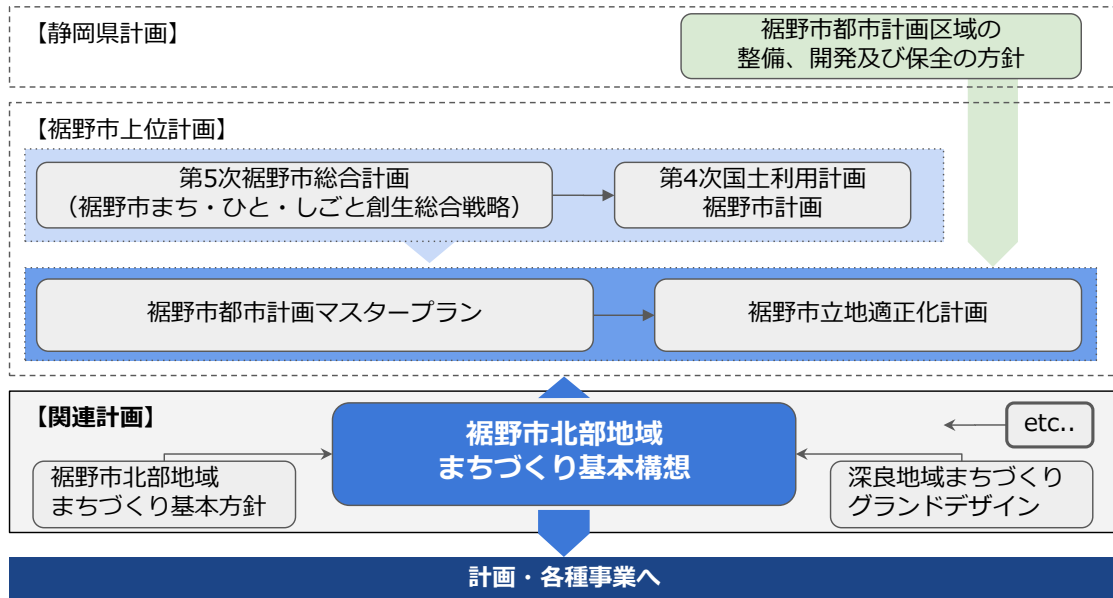 【静岡県計画】
裾野市都市計画区域の
整備、開発及び保全の方針
【裾野市上位計画】
第5次裾野市総合計画
（裾野市まち・ひと・しごと創生総合戦略）
第4次国土利用計画
裾野市計画
裾野市都市計画マスタープラン
裾野市立地適正化計画
【関連計画】
裾野市北部地域
まちづくり基本構想
etc..
裾野市北部地域
まちづくり基本方針
深良地域まちづくり
グランドデザイン
計画・各種事業へ